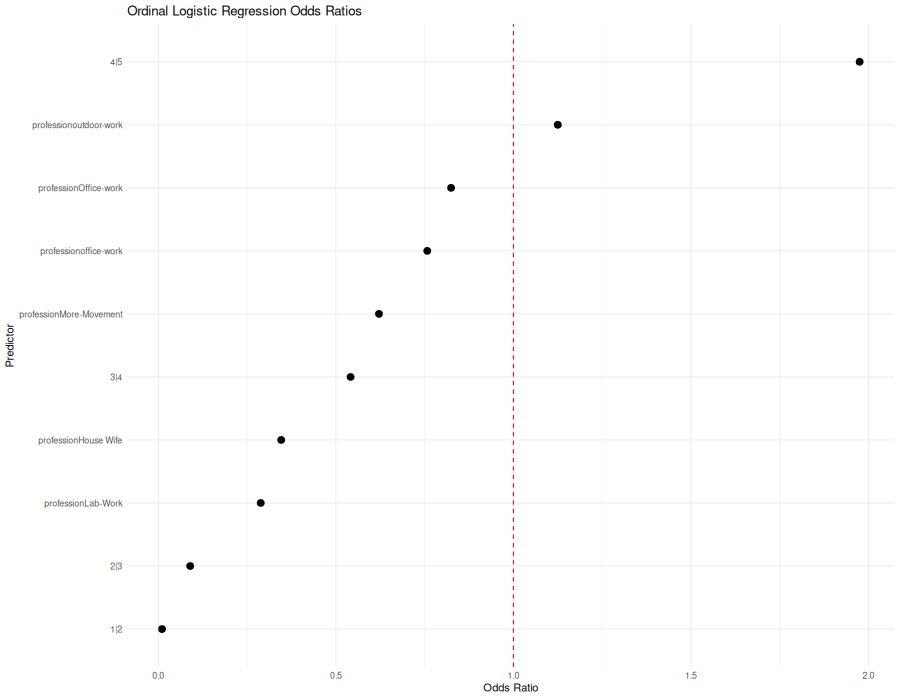 Ordinal Logistic Regression Odds Ratios
Predictor
4|5
professionoutdoor-work
professionOffice-work
professionoffice-work
professionMore-Movement
3|4
professionHouse Wife
professionLab-Work
2|3
1|2
0.0 0.5 1.0 1.5 2.0
Odds Ratio